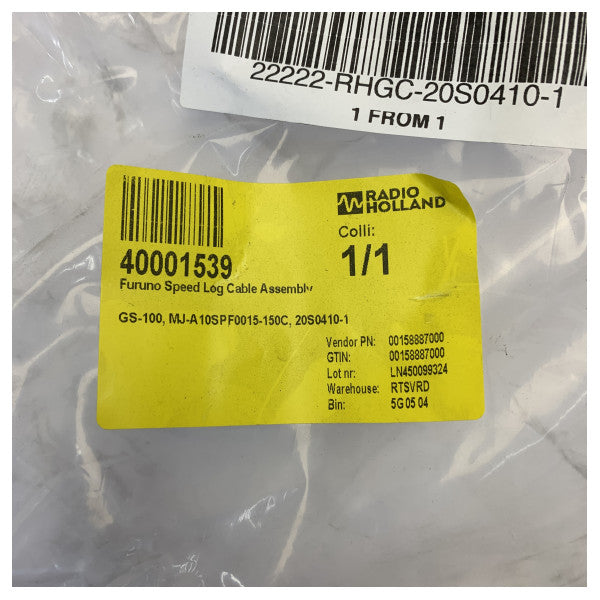 22222-RHGC-20S0410-1
1 FROM 1
RADIO
HOLLAND
Colli:
1/1
40001539
Furuno Speed Log Cable Assembly
GS-100, MJ-A10SPF0015-150C, 20S0410-1
Vendor PN: 00158887000
GTIN: 00158887000
Lot nr: LN450099324
Warehouse: RTSVRD
Bin: 5G 05 04